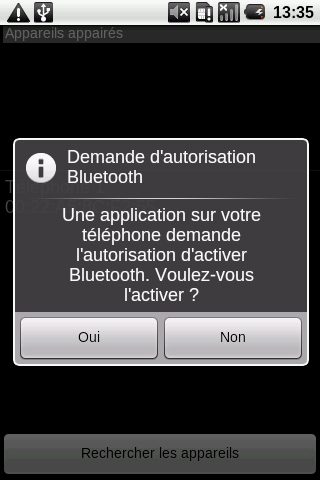 13:35
Appareils appairés
Demande d'autorisation
Bluetooth
Une application sur votre
téléphone demande
l'autorisation d'activer
Bluetooth. Voulez-vous
l'activer ?
Oui
Non
Rechercher les appareils